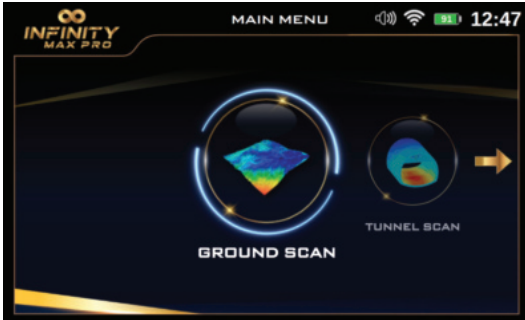 INFINITY
MAX PRO
MAIN MENU
91
12:47
GROUND SCAN
TUNNEL SCAN